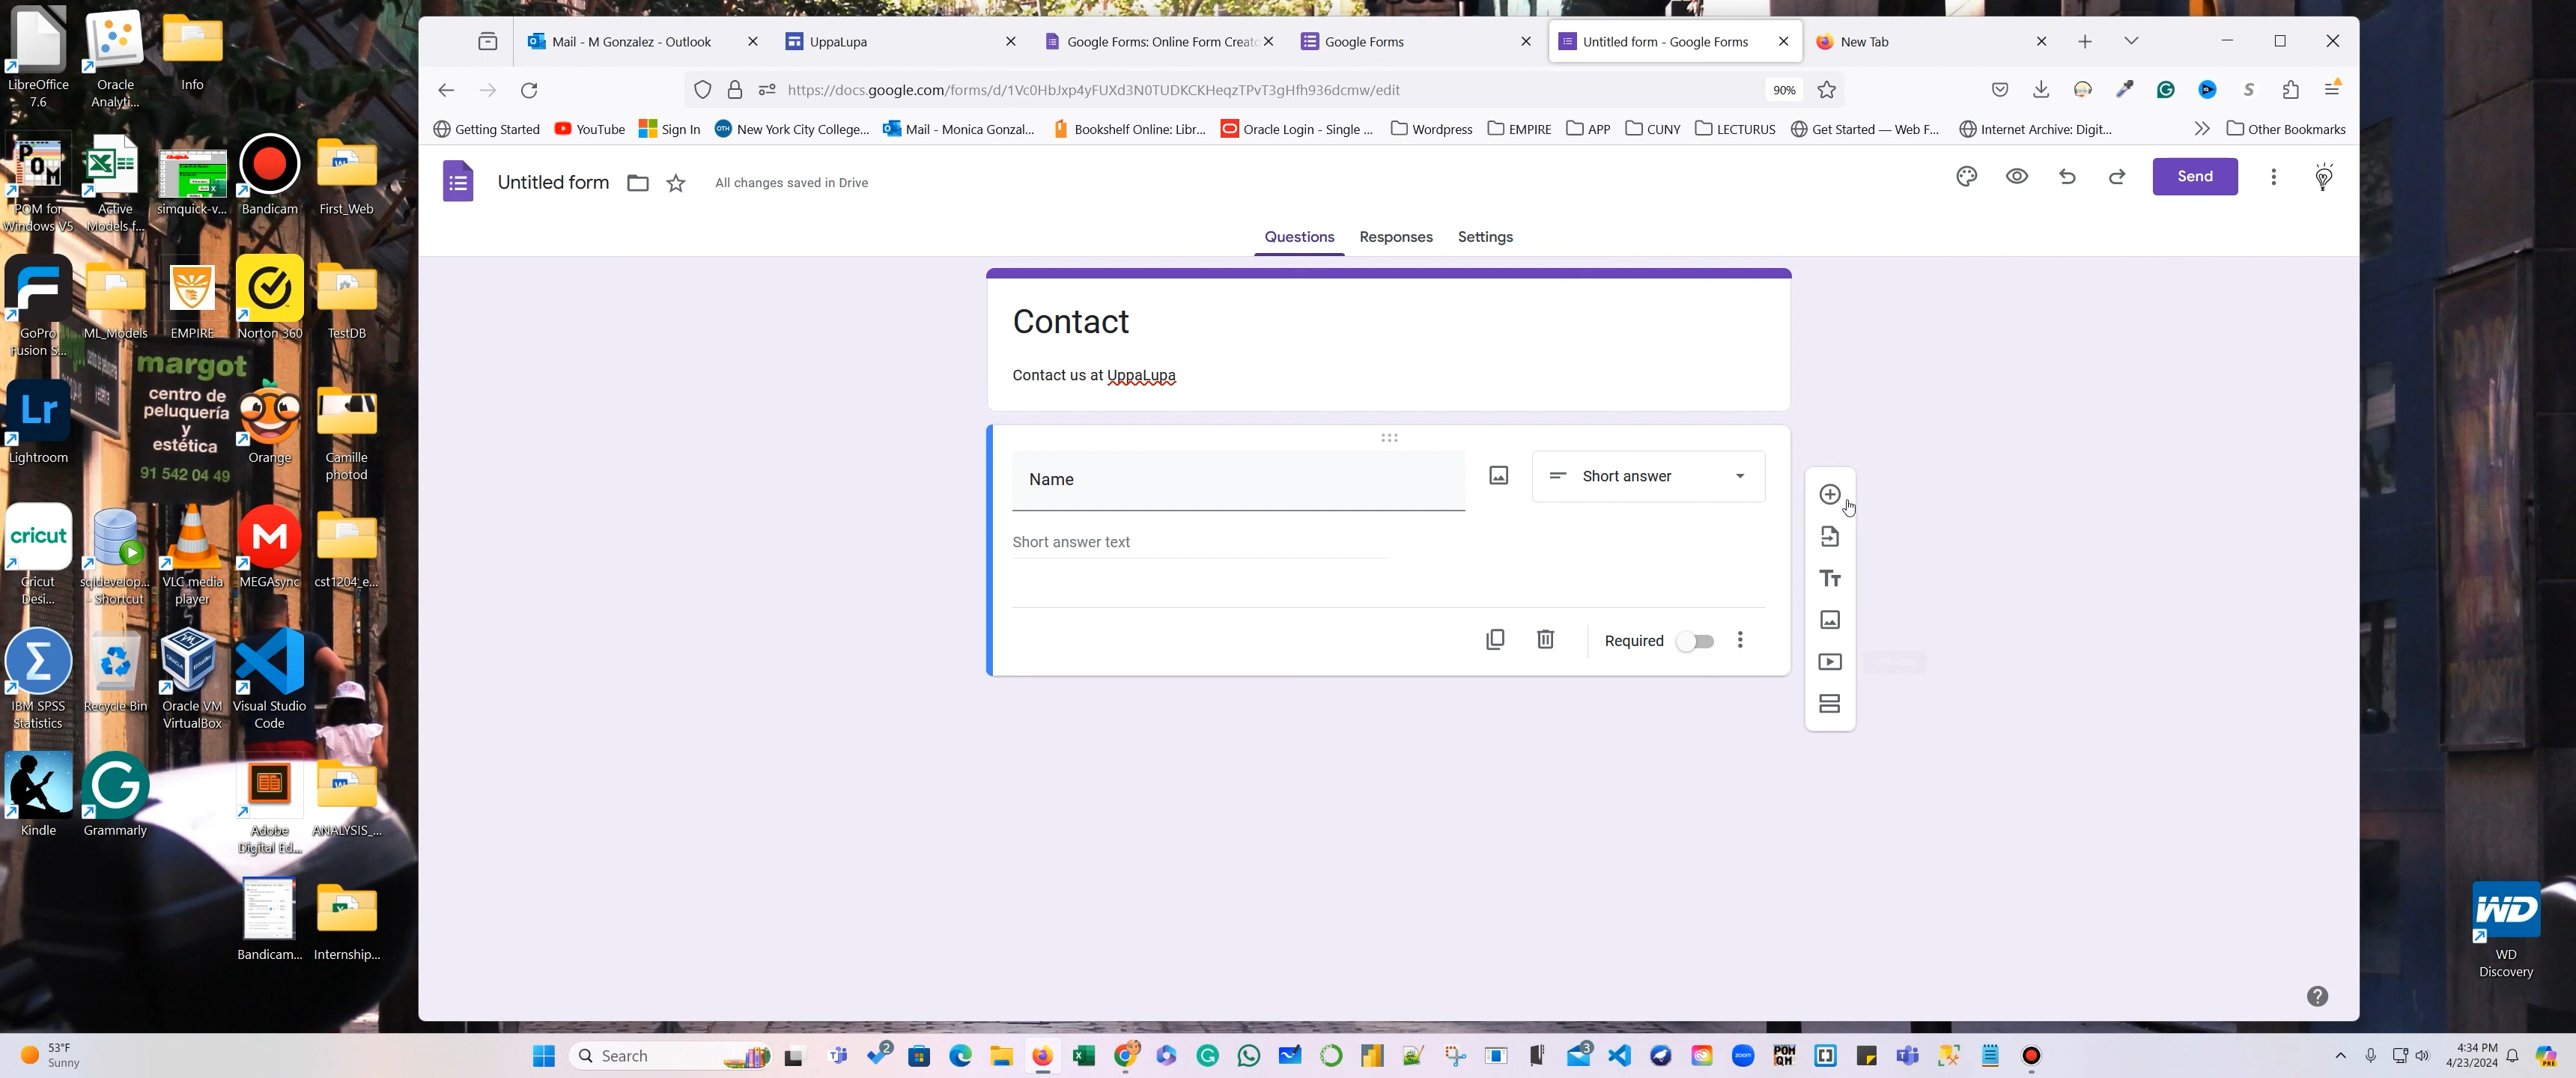 LibreOffice
7.6
Oracle
Analyti...
Info
POM for
Windows V5
Active
Models f...
simquick-v...
Bandicam
First_Web
GoPro
Fusion S...
ML_Models
EMPIRE
Norton 360
TestDB
margot
centro de
peluquería
y
estética
91 542 04 49
Lr
Lightroom
Orange
Camille
photod
cricut
Cricut
Desi...
sqldevelop...
- Shortcut
VLC media
player
MEGAsync
cst1204_e...
IBM SPSS
Statistics
Recycle Bin
Oracle VM
VirtualBox
Visual Studio
Code
Kindle
Grammarly
Adobe
Digital Ed...
ANALYSIS_...
Bandicam...
Internship...
WD
WD
Discovery
Mail - M Gonzalez - Outlook
UppaLupa
Google Forms: Online Form Creato
Google Forms
Untitled form - Google Forms
New Tab
https://docs.google.com/forms/d/1Vc0HbJxp4yFUXd3N0TUDKCKHeqzTPvT3gHfh936dcmw/edit
90%
Getting Started
YouTube
Sign In
New York City College...
Mail - Monica Gonzal...
Bookshelf Online: Libr...
Oracle Login - Single ...
Wordpress
EMPIRE
APP
CUNY
LECTURUS
Get Started — Web F...
Internet Archive: Digit...
Other Bookmarks
Untitled form
All changes saved in Drive
Send
Questions
Responses
Settings
Contact
Contact us at UppaLupa
Name
Short answer
Short answer text
Required
53°F
Sunny
Search
2
3
zoom
4:34 PM
4/23/2024